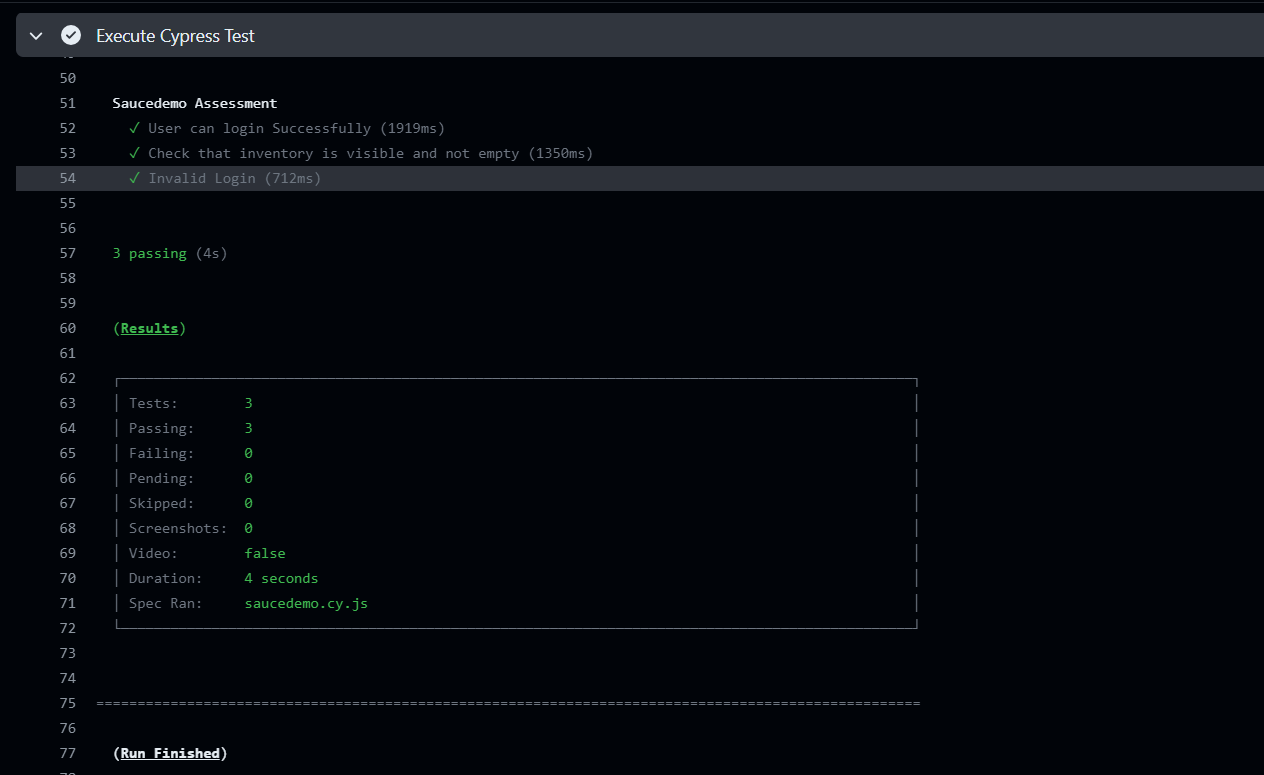 Execute Cypress Test
50
51 Saucedemo Assessment
52 ✓ User can login Successfully (1919ms)
53 ✓ Check that inventory is visible and not empty (1350ms)
54 ✓ Invalid Login (712ms)
55
56
57 3 passing (4s)
58
59
60 (Results)
61
62 ┌────────────────────────────────────────────────────────────────────────────────────────────────┐
63 │ Tests: 3 │
64 │ Passing: 3 │
65 │ Failing: 0 │
66 │ Pending: 0 │
67 │ Skipped: 0 │
68 │ Screenshots: 0 │
69 │ Video: false │
70 │ Duration: 4 seconds │
71 │ Spec Ran: saucedemo.cy.js │
72 └────────────────────────────────────────────────────────────────────────────────────────────────┘
73
74
75 ====================================================================================================
76
77 (Run Finished)